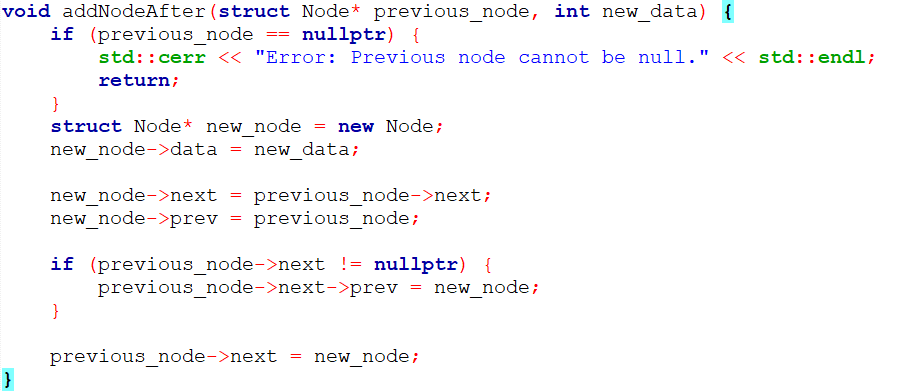 void addNodeAfter(struct Node* previous_node, int new_data) {
    if (previous_node == nullptr) {
        std::cerr << "Error: Previous node cannot be null." << std::endl;
        return;
    }
    struct Node* new_node = new Node;
    new_node->data = new_data;

    new_node->next = previous_node->next;
    new_node->prev = previous_node;

    if (previous_node->next != nullptr) {
        previous_node->next->prev = new_node;
    }

    previous_node->next = new_node;
}